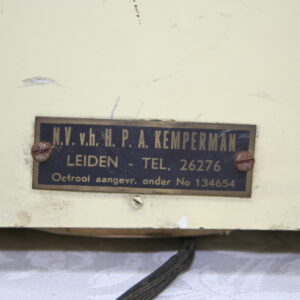 N.V. v.h. H. P. A. KEMPERMAN
LEIDEN - TEL. 26276
Octrooi aangevr. onder No 134654